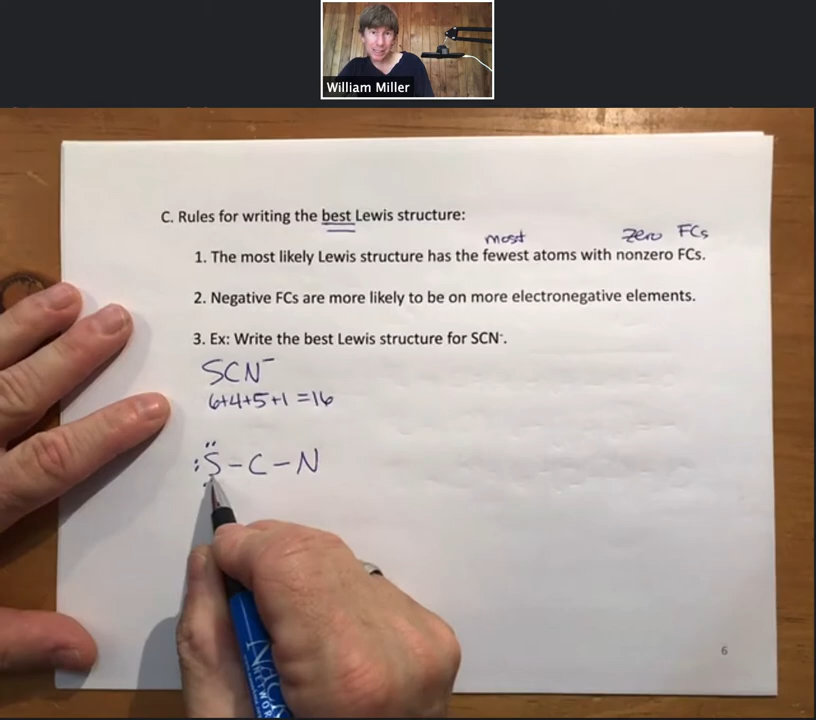 William Miller
C. Rules for writing the best Lewis structure:
most zero FCs
1. The most likely Lewis structure has the fewest atoms with nonzero FCs.
2. Negative FCs are more likely to be on more electronegative elements.
3. Ex: Write the best Lewis structure for SCN⁻.
SCN⁻
6+4+5+1=16
:S-C-N
6